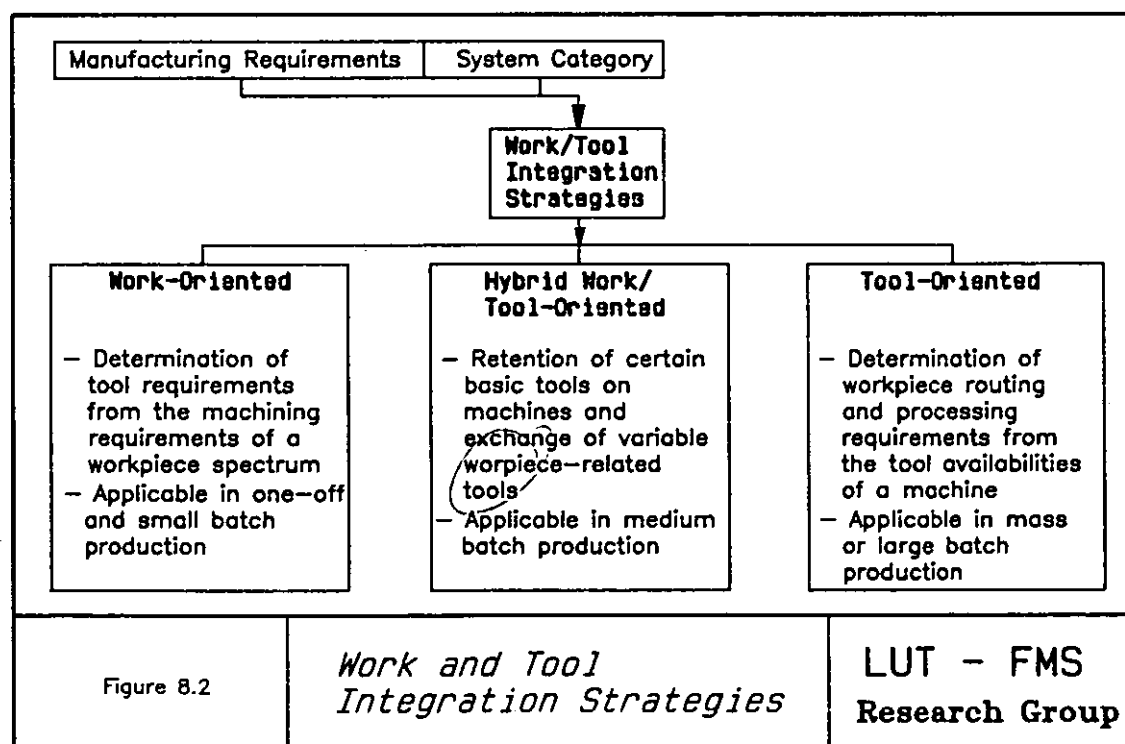 Manufacturing Requirements
System Category
Work/Tool
Integration
Strategies
Work-Oriented
— Determination of
tool requirements
from the machining
requirements of a
workpiece spectrum
— Applicable in one-off
and small batch
production
Hybrid Work/
Tool-Oriented
— Retention of certain
basic tools on
machines and
exchange of variable
worpiece-related
tools
— Applicable in medium
batch production
Tool-Oriented
— Determination of
workpiece routing
and processing
requirements from
the tool availabilities
of a machine
— Applicable in mass
or large batch
production
Figure 8.2
Work and Tool
Integration Strategies
LUT - FMS
Research Group